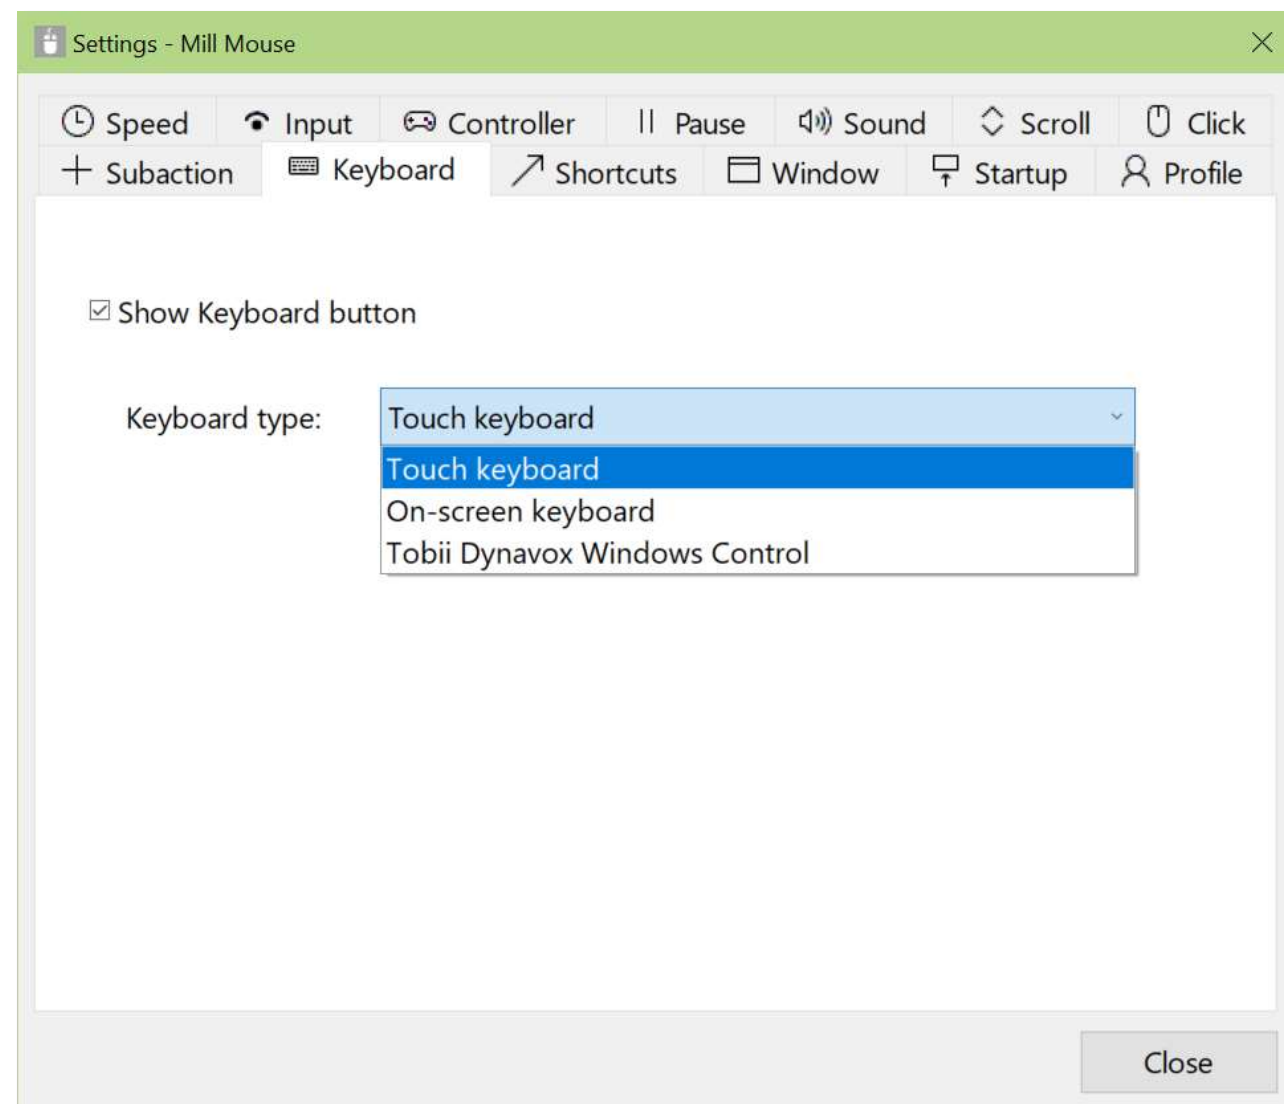 Settings - Mill Mouse
Speed Input Controller Pause Sound Scroll Click
Subaction Keyboard Shortcuts Window Startup Profile
Show Keyboard button
Keyboard type: Touch keyboard
Touch keyboard
On-screen keyboard
Tobii Dynavox Windows Control
Close